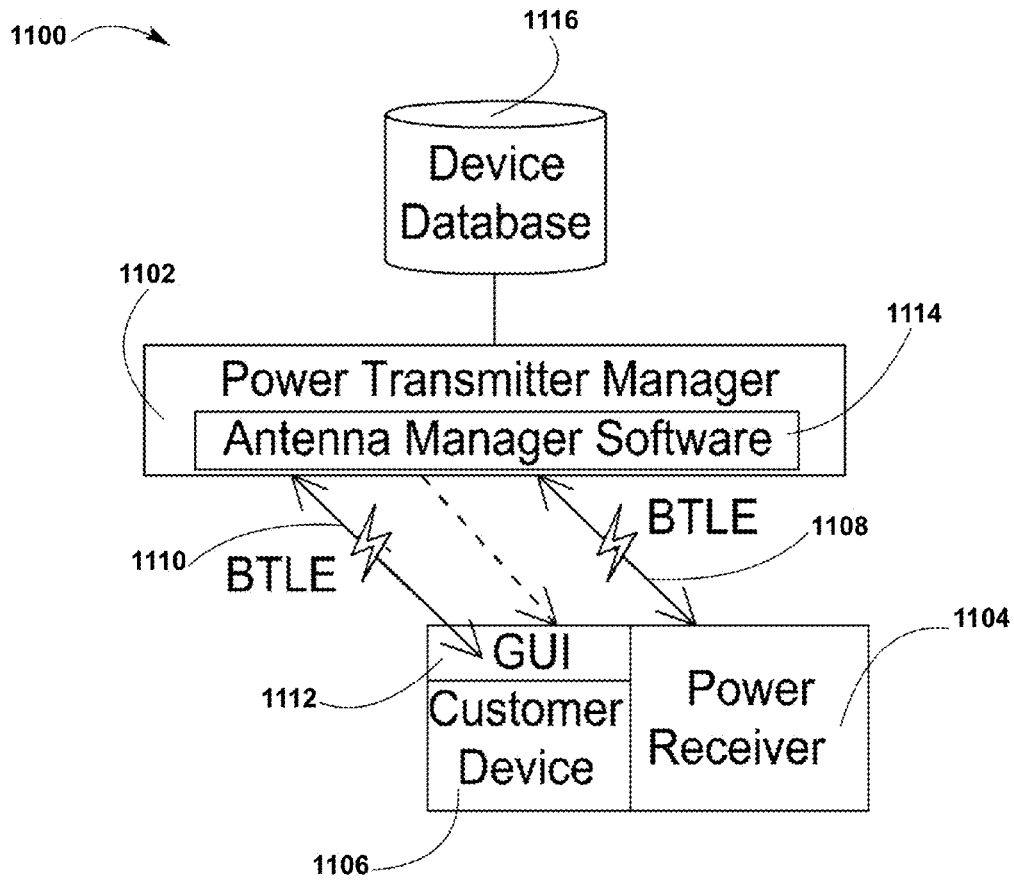 1100
1116
Device
Database
1102
1114
Power Transmitter Manager
Antenna Manager Software
BTLE
1108
1110
BTLE
1104
GUI
1112
Power
Receiver
Customer
Device
1106